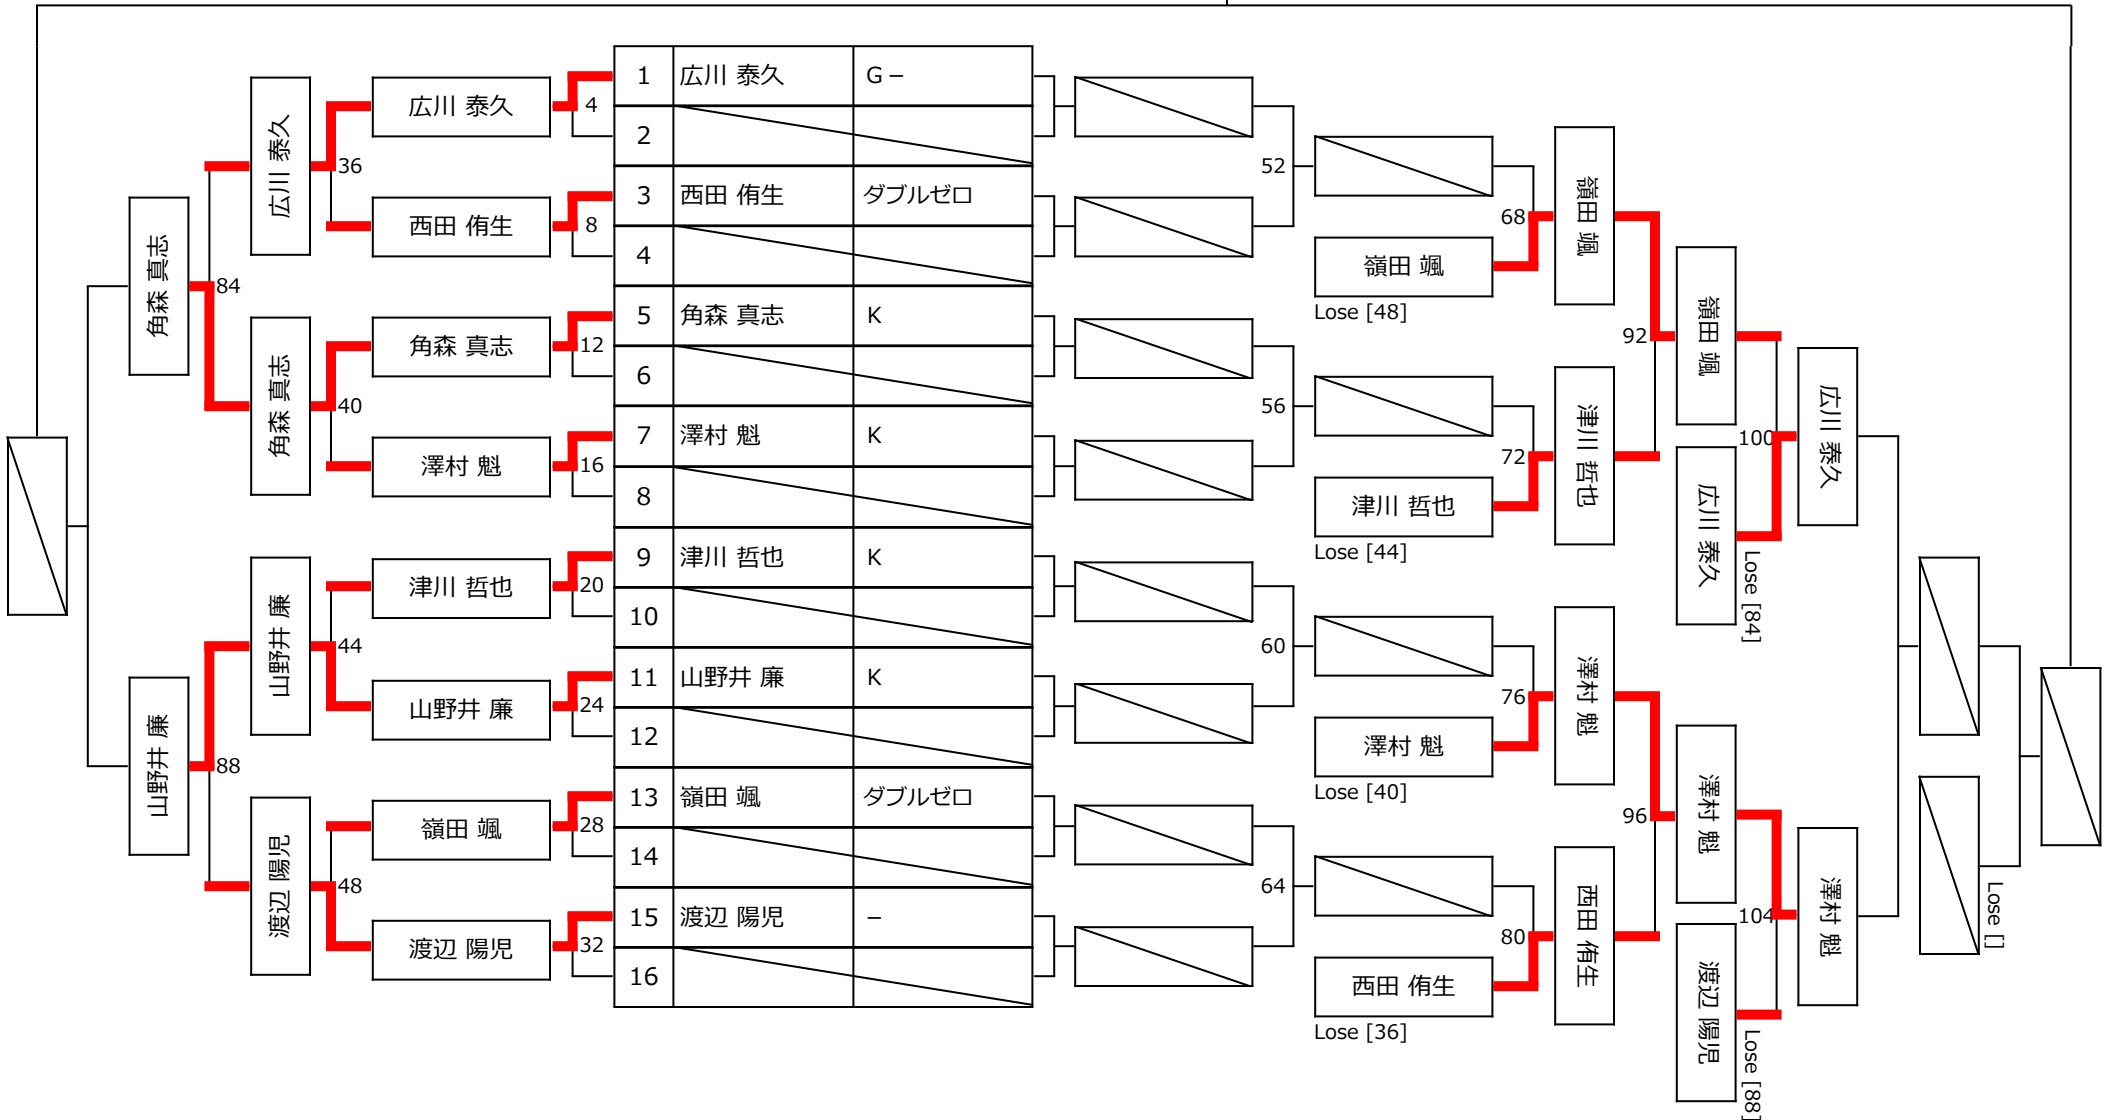 1 広川 泰久 G－
2
3 西田 侑生 ダブルゼロ
4
5 角森 真志 K
6
7 澤村 魁 K
8
9 津川 哲也 K
10
11 山野井 廉 K
12
13 嶺田 颯 ダブルゼロ
14
15 渡辺 陽児 －
16
広川 泰久
4
西田 侑生
8
角森 真志
12
澤村 魁
16
津川 哲也
20
山野井 廉
24
嶺田 颯
28
渡辺 陽児
32
広川 泰久
36
角森 真志
40
山野井 廉
44
渡辺 陽児
48
角森 真志
84
山野井 廉
88
52
56
60
64
68
嶺田 颯
Lose [48]
72
津川 哲也
Lose [44]
76
澤村 魁
Lose [40]
80
西田 侑生
Lose [36]
嶺田 颯
津川 哲也
92
澤村 魁
西田 侑生
96
嶺田 颯
100
広川 泰久
Lose [84]
澤村 魁
104
渡辺 陽児
Lose [88]
広川 泰久
澤村 魁
Lose []